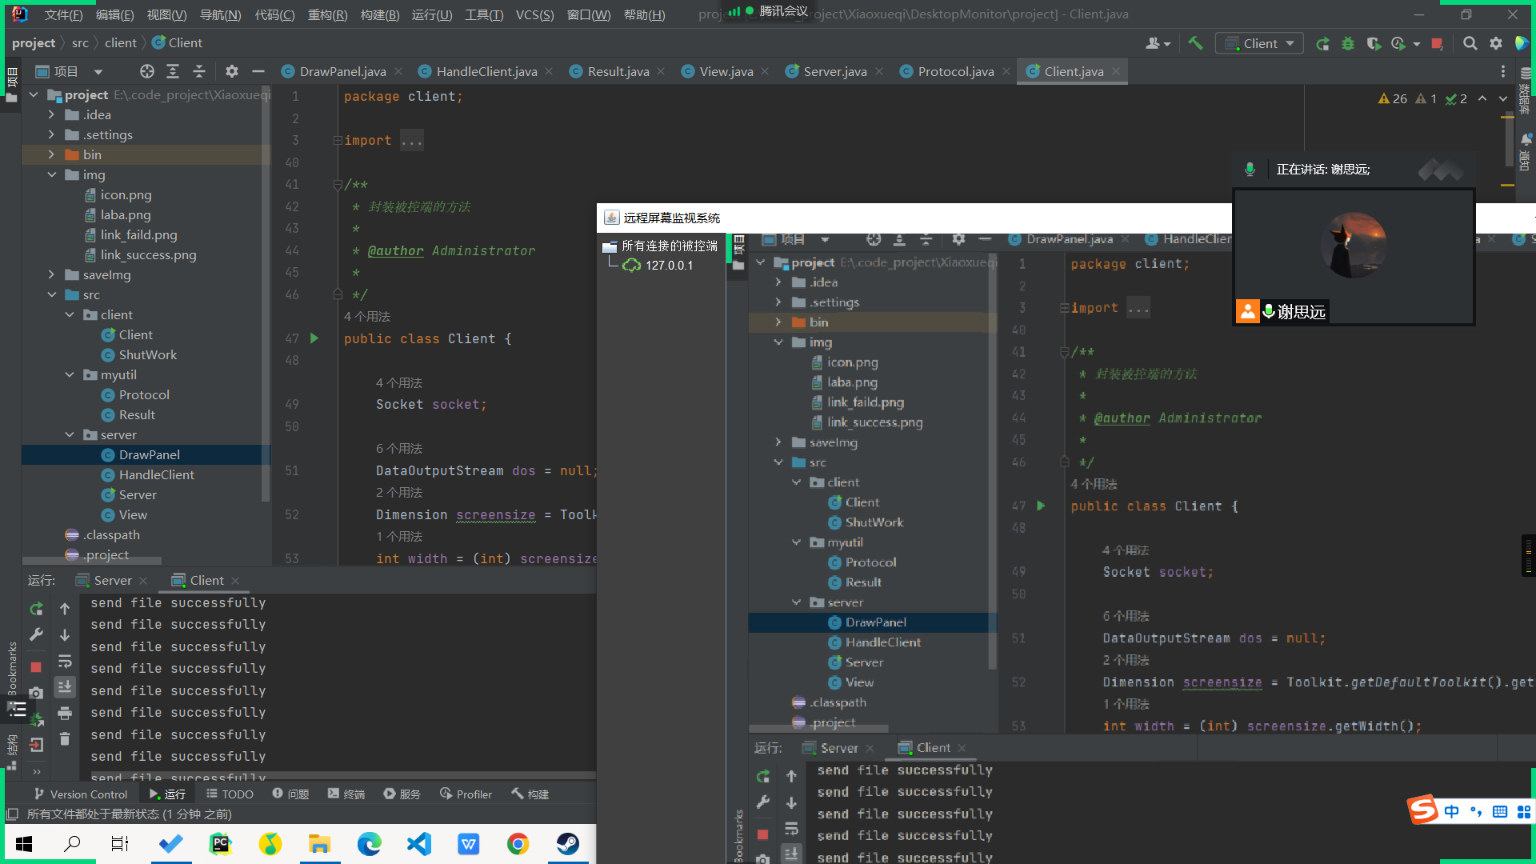 文件(F) 编辑(E) 视图(V) 导航(N) 代码(C) 重构(R) 构建(B) 运行(U) 工具(T) VCS(S) 窗口(W) 帮助(H)
腾讯会议
project\Xiaoxueqi\DesktopMonitor\project] - Client.java
project src client Client
Client
项目
DrawPanel.java HandleClient.java Result.java View.java Server.java Protocol.java Client.java
project E:\.code_project\Xiaoxueqi
.idea
.settings
bin
img
icon.png
laba.png
link_faild.png
link_success.png
saveImg
src
client
Client
ShutWork
myutil
Protocol
Result
server
DrawPanel
HandleClient
Server
View
.classpath
.project
26 1 2
1 package client;
2
3 import ...
40
41 /**
42 * 封装被控端的方法
43 *
44 * @author Administrator
45 *
46 */
4 个用法
47 public class Client {
48
4 个用法
49 Socket socket;
50
6 个用法
51 DataOutputStream dos = null;
2 个用法
52 Dimension screensize = Toolk
1 个用法
53 int width = (int) screensize
数据库
通知
正在讲话: 谢思远;
谢思远
远程屏幕监视系统
所有连接的被控端
127.0.0.1
项目
DrawPanel.java HandleClien
project E:\.code_project\Xiaoxueqi
.idea
.settings
bin
img
icon.png
laba.png
link_faild.png
link_success.png
saveImg
src
client
Client
ShutWork
myutil
Protocol
Result
server
DrawPanel
HandleClient
Server
View
.classpath
.project
1 package client;
2
3 import ...
40
41 /**
42 * 封装被控端的方法
43 *
44 * @author Administrator
45 *
46 */
4 个用法
47 public class Client {
48
4 个用法
49 Socket socket;
50
6 个用法
51 DataOutputStream dos = null;
2 个用法
52 Dimension screensize = Toolkit.getDefaultToolkit().get
1 个用法
53 int width = (int) screensize.getWidth();
运行: Server Client
send file successfully
send file successfully
send file successfully
send file successfully
send file successfully
运行: Server Client
send file successfully
send file successfully
send file successfully
send file successfully
send file successfully
send file successfully
send file successfully
send file successfully
send file successfully
Bookmarks
结构
Bookmarks
Version Control 运行 TODO 问题 终端 服务 Profiler 构建
所有文件都处于最新状态 (1 分钟 之前)
中